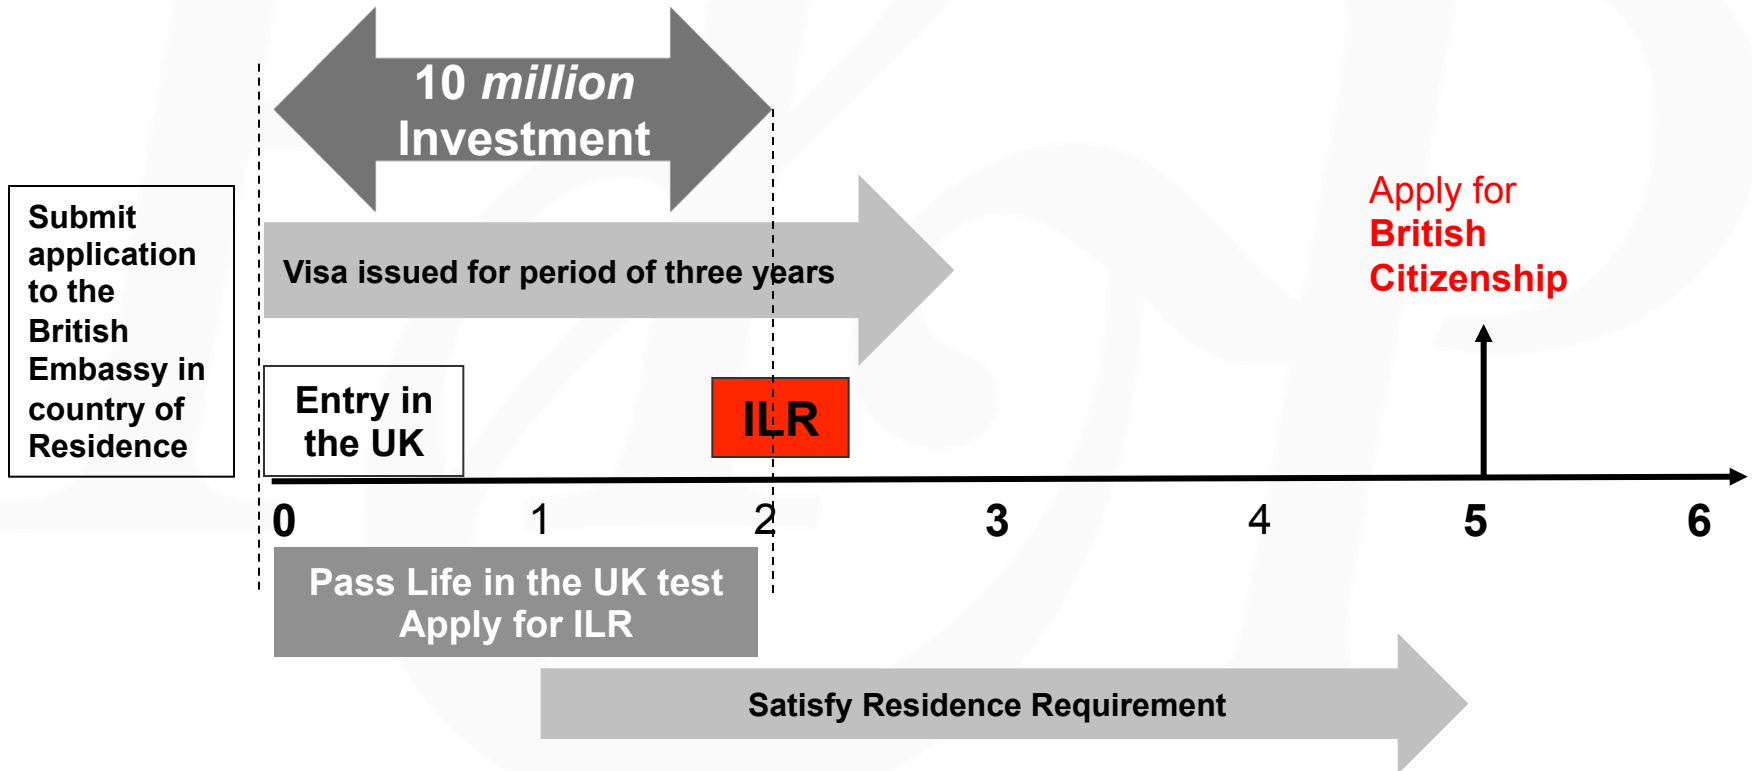 10 million
Investment
Submit
application
to the
British
Embassy in
country of
Residence
Visa issued for period of three years
Apply for
British
Citizenship
Entry in
the UK
ILR
0 1 2 3 4 5 6
Pass Life in the UK test
Apply for ILR
Satisfy Residence Requirement